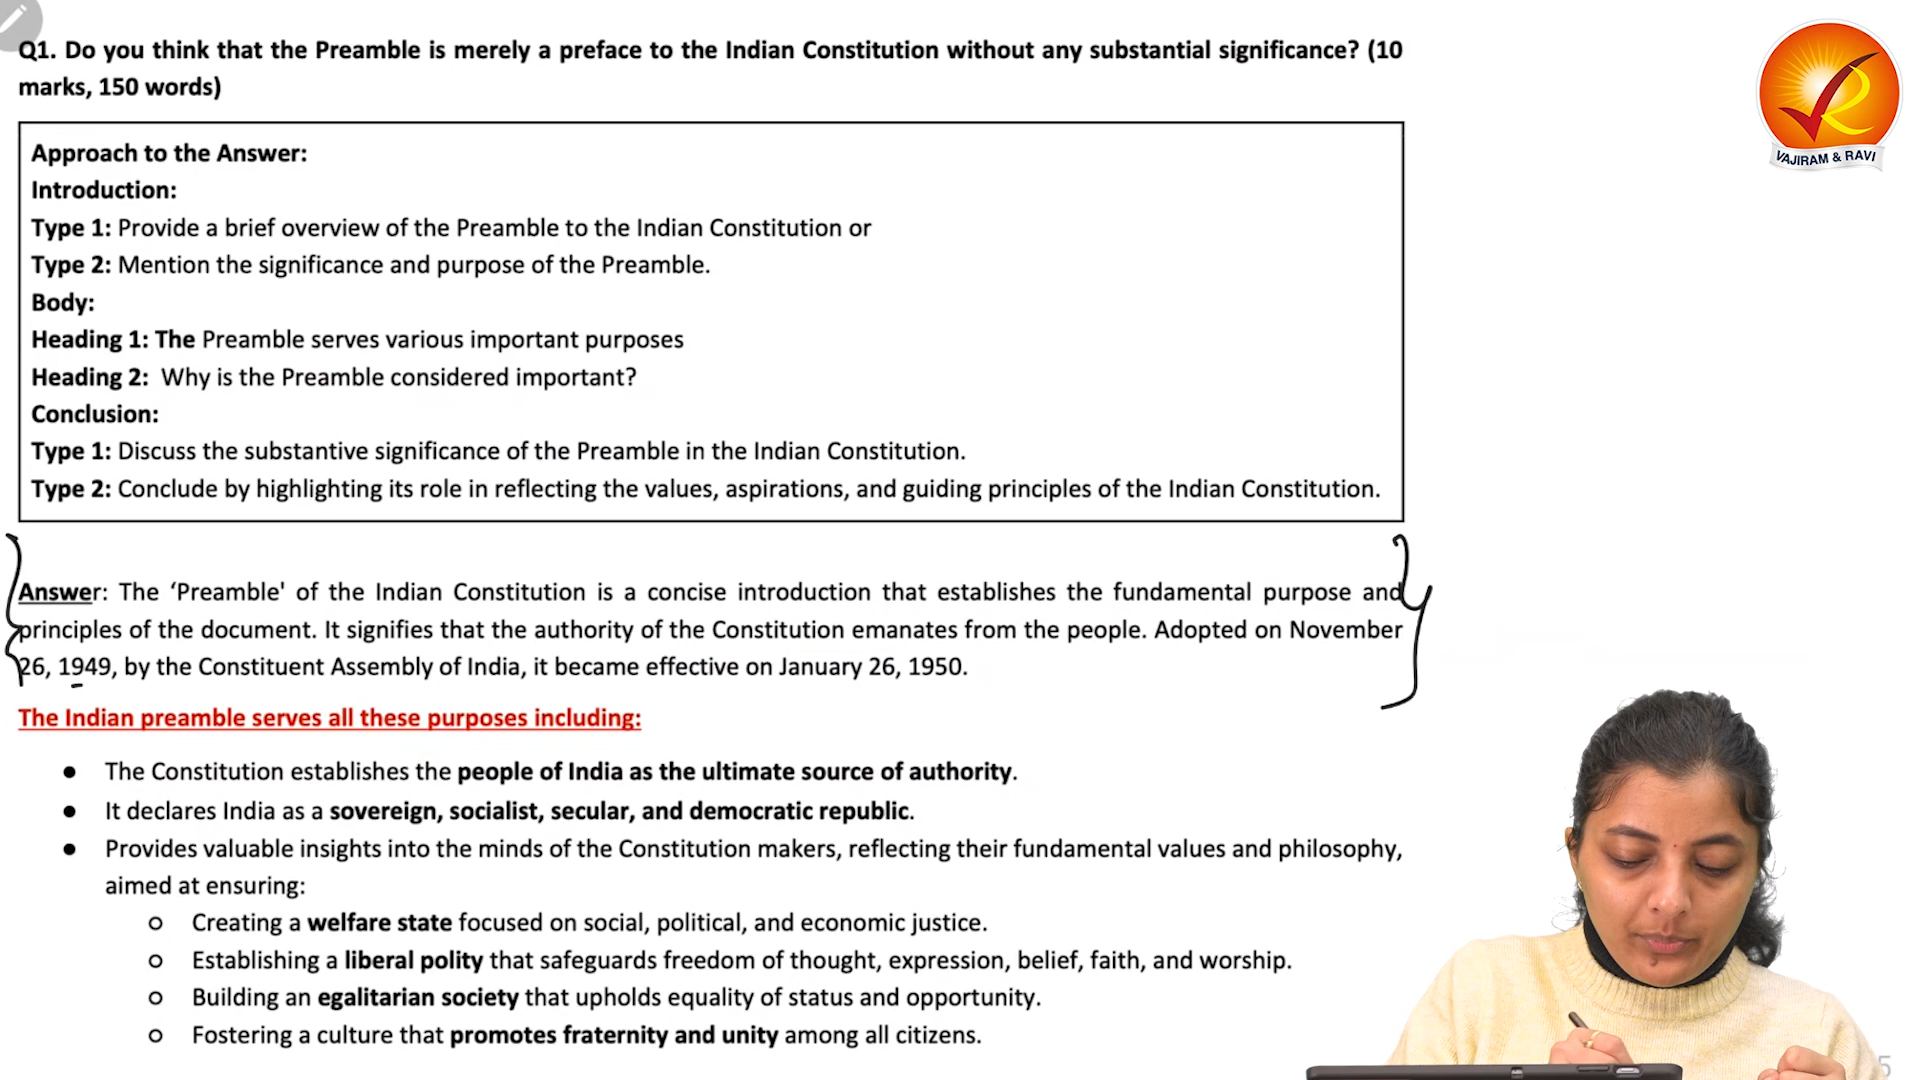 Q1. Do you think that the Preamble is merely a preface to the Indian Constitution without any substantial significance? (10
marks, 150 words)
VAJIRAM & RAVI
Approach to the Answer:
Introduction:
Type 1: Provide a brief overview of the Preamble to the Indian Constitution or
Type 2: Mention the significance and purpose of the Preamble.
Body:
Heading 1: The Preamble serves various important purposes
Heading 2: Why is the Preamble considered important?
Conclusion:
Type 1: Discuss the substantive significance of the Preamble in the Indian Constitution.
Type 2: Conclude by highlighting its role in reflecting the values, aspirations, and guiding principles of the Indian Constitution.
Answer: The ‘Preamble' of the Indian Constitution is a concise introduction that establishes the fundamental purpose and
principles of the document. It signifies that the authority of the Constitution emanates from the people. Adopted on November
26, 1949, by the Constituent Assembly of India, it became effective on January 26, 1950.
The Indian preamble serves all these purposes including:
● The Constitution establishes the people of India as the ultimate source of authority.
● It declares India as a sovereign, socialist, secular, and democratic republic.
● Provides valuable insights into the minds of the Constitution makers, reflecting their fundamental values and philosophy,
aimed at ensuring:
o Creating a welfare state focused on social, political, and economic justice.
o Establishing a liberal polity that safeguards freedom of thought, expression, belief, faith, and worship.
o Building an egalitarian society that upholds equality of status and opportunity.
o Fostering a culture that promotes fraternity and unity among all citizens.
5